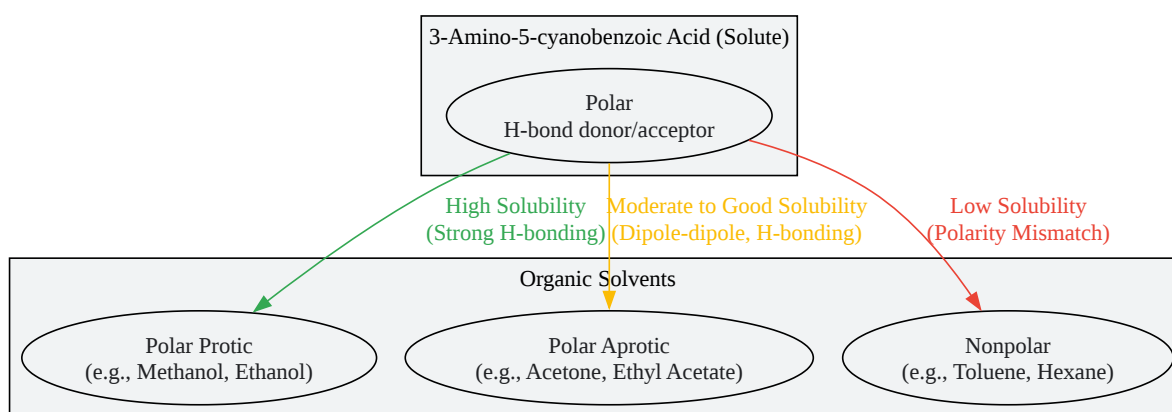 3-Amino-5-cyanobenzoic Acid (Solute)
Polar
H-bond donor/acceptor
High Solubility
(Strong H-bonding)
Moderate to Good Solubility
(Dipole-dipole, H-bonding)
Low Solubility
(Polarity Mismatch)
Organic Solvents
Polar Protic
(e.g., Methanol, Ethanol)
Polar Aprotic
(e.g., Acetone, Ethyl Acetate)
Nonpolar
(e.g., Toluene, Hexane)